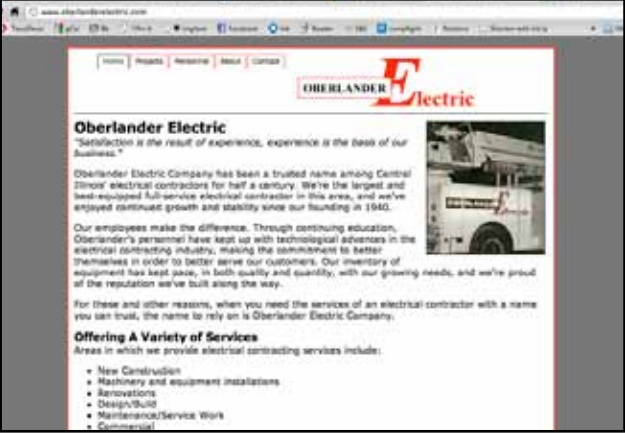 www.oberlanderelectric.com
Facebook
Home Projects Personnel About Contact
OBERLANDER Electric
Oberlander Electric
"Satisfaction is the result of experience, experience is the basis of our
business."
Oberlander Electric Company has been a trusted name among Central
Illinois' electrical contractors for half a century. We're the largest and
best-equipped full-service electrical contractor in this area, and we've
enjoyed continued growth and stability since our founding in 1940.
Our employees make the difference. Through continuing education,
Oberlander's personnel have kept up with technological advances in the
electrical contracting industry, making the commitment to better
themselves in order to better serve our customers. Our inventory of
equipment has kept pace, in both quality and quantity, with our growing needs, and we're proud
of the reputation we've built along the way.
For these and other reasons, when you need the services of an electrical contractor with a name
you can trust, the name to rely on is Oberlander Electric Company.
Offering A Variety of Services
Areas in which we provide electrical contracting services include:
• New Construction
• Machinery and equipment installations
• Renovations
• Design/Build
• Maintenance/Service Work
• Commercial